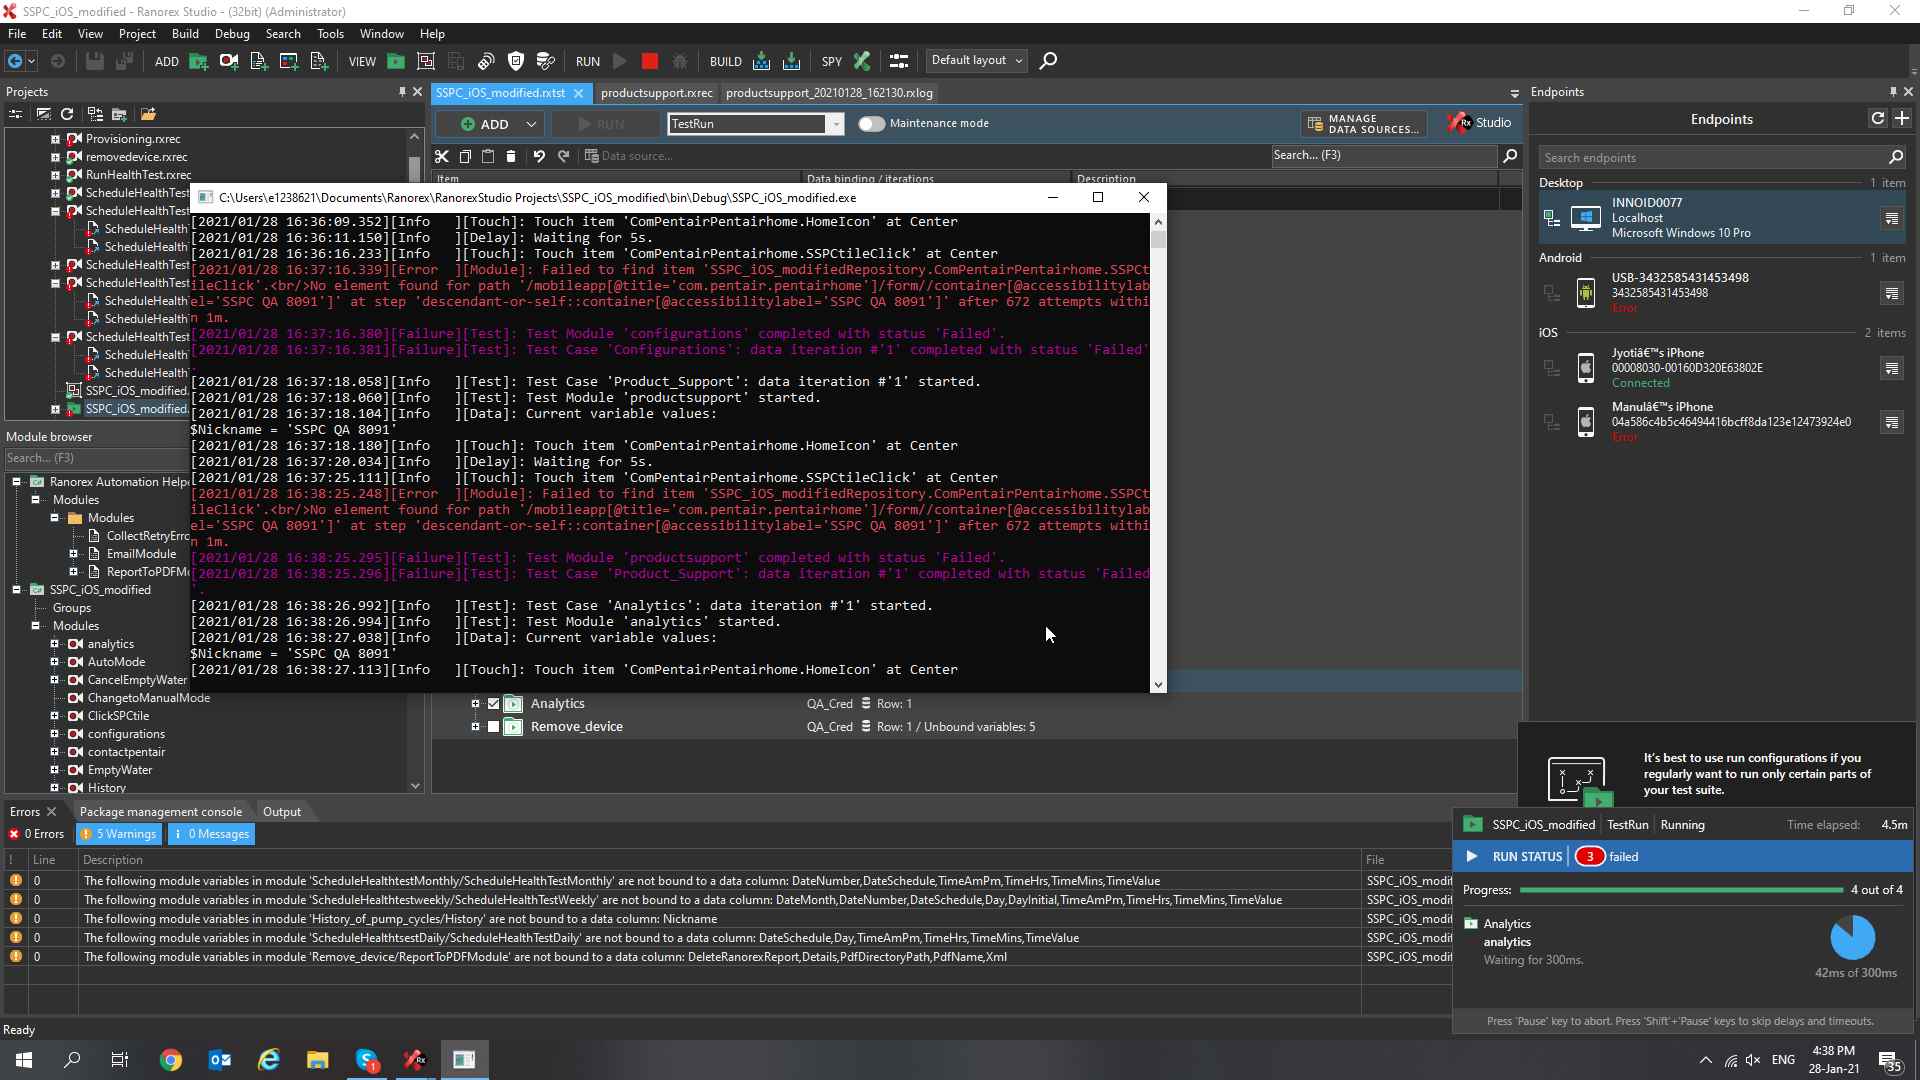 SSPC_iOS_modified - Ranorex Studio - (32bit) (Administrator)
File Edit View Project Build Debug Search Tools Window Help
ADD VIEW RUN BUILD SPY Default layout
Projects
Provisioning.rxrec
removedevice.rxrec
RunHealthTest.rxrec
ScheduleHealthTest
ScheduleHealthTest
ScheduleHealth
ScheduleHealth
ScheduleHealthTest
ScheduleHealthTest
ScheduleHealth
ScheduleHealth
ScheduleHealthTest
ScheduleHealth
ScheduleHealth
SSPC_iOS_modified.
SSPC_iOS_modified.
Module browser
Search... (F3)
Ranorex Automation Helpe
Modules
Modules
CollectRetryErro
EmailModule
ReportToPDFMo
SSPC_iOS_modified
Groups
Modules
analytics
AutoMode
CancelEmptyWater
ChangetoManualMode
ClickSPCtile
configurations
contactpentair
EmptyWater
History
SSPC_iOS_modified.rxtst productsupport.rxrec productsupport_20210128_162130.rxlog
ADD RUN TestRun Maintenance mode MANAGE DATA SOURCES... Rx Studio
Data source... Search... (F3)
Item Data binding / iterations Description
C:\Users\e1238621\Documents\Ranorex\RanorexStudio Projects\SSPC_iOS_modified\bin\Debug\SSPC_iOS_modified.exe
[2021/01/28 16:36:09.352][Info   ][Touch]: Touch item 'ComPentairPentairhome.HomeIcon' at Center
[2021/01/28 16:36:11.150][Info   ][Delay]: Waiting for 5s.
[2021/01/28 16:36:16.233][Info   ][Touch]: Touch item 'ComPentairPentairhome.SSPCtileClick' at Center
[2021/01/28 16:37:16.339][Error  ][Module]: Failed to find item 'SSPC_iOS_modifiedRepository.ComPentairPentairhome.SSPCt
ileClick'.<br/>No element found for path '/mobileapp[@title='com.pentair.pentairhome']/form//container[@accessibilitylab
el='SSPC QA 8091']' at step 'descendant-or-self::container[@accessibilitylabel='SSPC QA 8091']' after 672 attempts withi
n 1m.
[2021/01/28 16:37:16.380][Failure][Test]: Test Module 'configurations' completed with status 'Failed'.
[2021/01/28 16:37:16.381][Failure][Test]: Test Case 'Configurations': data iteration #'1' completed with status 'Failed'
.
[2021/01/28 16:37:18.058][Info   ][Test]: Test Case 'Product_Support': data iteration #'1' started.
[2021/01/28 16:37:18.060][Info   ][Test]: Test Module 'productsupport' started.
[2021/01/28 16:37:18.104][Info   ][Data]: Current variable values:
$Nickname = 'SSPC QA 8091'
[2021/01/28 16:37:18.180][Info   ][Touch]: Touch item 'ComPentairPentairhome.HomeIcon' at Center
[2021/01/28 16:37:20.034][Info   ][Delay]: Waiting for 5s.
[2021/01/28 16:37:25.111][Info   ][Touch]: Touch item 'ComPentairPentairhome.SSPCtileClick' at Center
[2021/01/28 16:38:25.248][Error  ][Module]: Failed to find item 'SSPC_iOS_modifiedRepository.ComPentairPentairhome.SSPCt
ileClick'.<br/>No element found for path '/mobileapp[@title='com.pentair.pentairhome']/form//container[@accessibilitylab
el='SSPC QA 8091']' at step 'descendant-or-self::container[@accessibilitylabel='SSPC QA 8091']' after 672 attempts withi
n 1m.
[2021/01/28 16:38:25.295][Failure][Test]: Test Module 'productsupport' completed with status 'Failed'.
[2021/01/28 16:38:25.296][Failure][Test]: Test Case 'Product_Support': data iteration #'1' completed with status 'Failed
'.
[2021/01/28 16:38:26.992][Info   ][Test]: Test Case 'Analytics': data iteration #'1' started.
[2021/01/28 16:38:26.994][Info   ][Test]: Test Module 'analytics' started.
[2021/01/28 16:38:27.038][Info   ][Data]: Current variable values:
$Nickname = 'SSPC QA 8091'
[2021/01/28 16:38:27.113][Info   ][Touch]: Touch item 'ComPentairPentairhome.HomeIcon' at Center
Analytics QA_Cred Row: 1
Remove_device QA_Cred Row: 1 / Unbound variables: 5
Endpoints
Endpoints
Search endpoints
Desktop 1 item
INNOID0077
Localhost
Microsoft Windows 10 Pro
Android 1 item
USB-3432585431453498
3432585431453498
Error
iOS 2 items
Jyotiâ€™s iPhone
00008030-00160D320E63802E
Connected
Manulâ€™s iPhone
04a586c4b5c46494416bcff8da123e12473924e0
Error
It's best to use run configurations if you
regularly want to run only certain parts of
your test suite.
SSPC_iOS_modified TestRun Running Time elapsed: 4.5m
RUN STATUS 3 failed
Progress: 4 out of 4
Analytics
analytics
Waiting for 300ms.
42ms of 300ms
Press 'Pause' key to abort. Press 'Shift'+'Pause' keys to skip delays and timeouts.
Errors Package management console Output
0 Errors 5 Warnings 0 Messages
! Line Description File
0 The following module variables in module 'ScheduleHealthtestMonthly/ScheduleHealthTestMonthly' are not bound to a data column: DateNumber,DateSchedule,TimeAmPm,TimeHrs,TimeMins,TimeValue SSPC_iOS_modif
0 The following module variables in module 'ScheduleHealthtestweekly/ScheduleHealthTestWeekly' are not bound to a data column: DateMonth,DateNumber,DateSchedule,Day,DayInitial,TimeAmPm,TimeHrs,TimeMins,TimeValue SSPC_iOS_modif
0 The following module variables in module 'History_of_pump_cycles/History' are not bound to a data column: Nickname SSPC_iOS_modif
0 The following module variables in module 'ScheduleHealthtsestDaily/ScheduleHealthTestDaily' are not bound to a data column: DateSchedule,Day,TimeAmPm,TimeHrs,TimeMins,TimeValue SSPC_iOS_modif
0 The following module variables in module 'Remove_device/ReportToPDFModule' are not bound to a data column: DeleteRanorexReport,Details,PdfDirectoryPath,PdfName,Xml SSPC_iOS_modif
Ready
ENG 4:38 PM
28-Jan-21
35